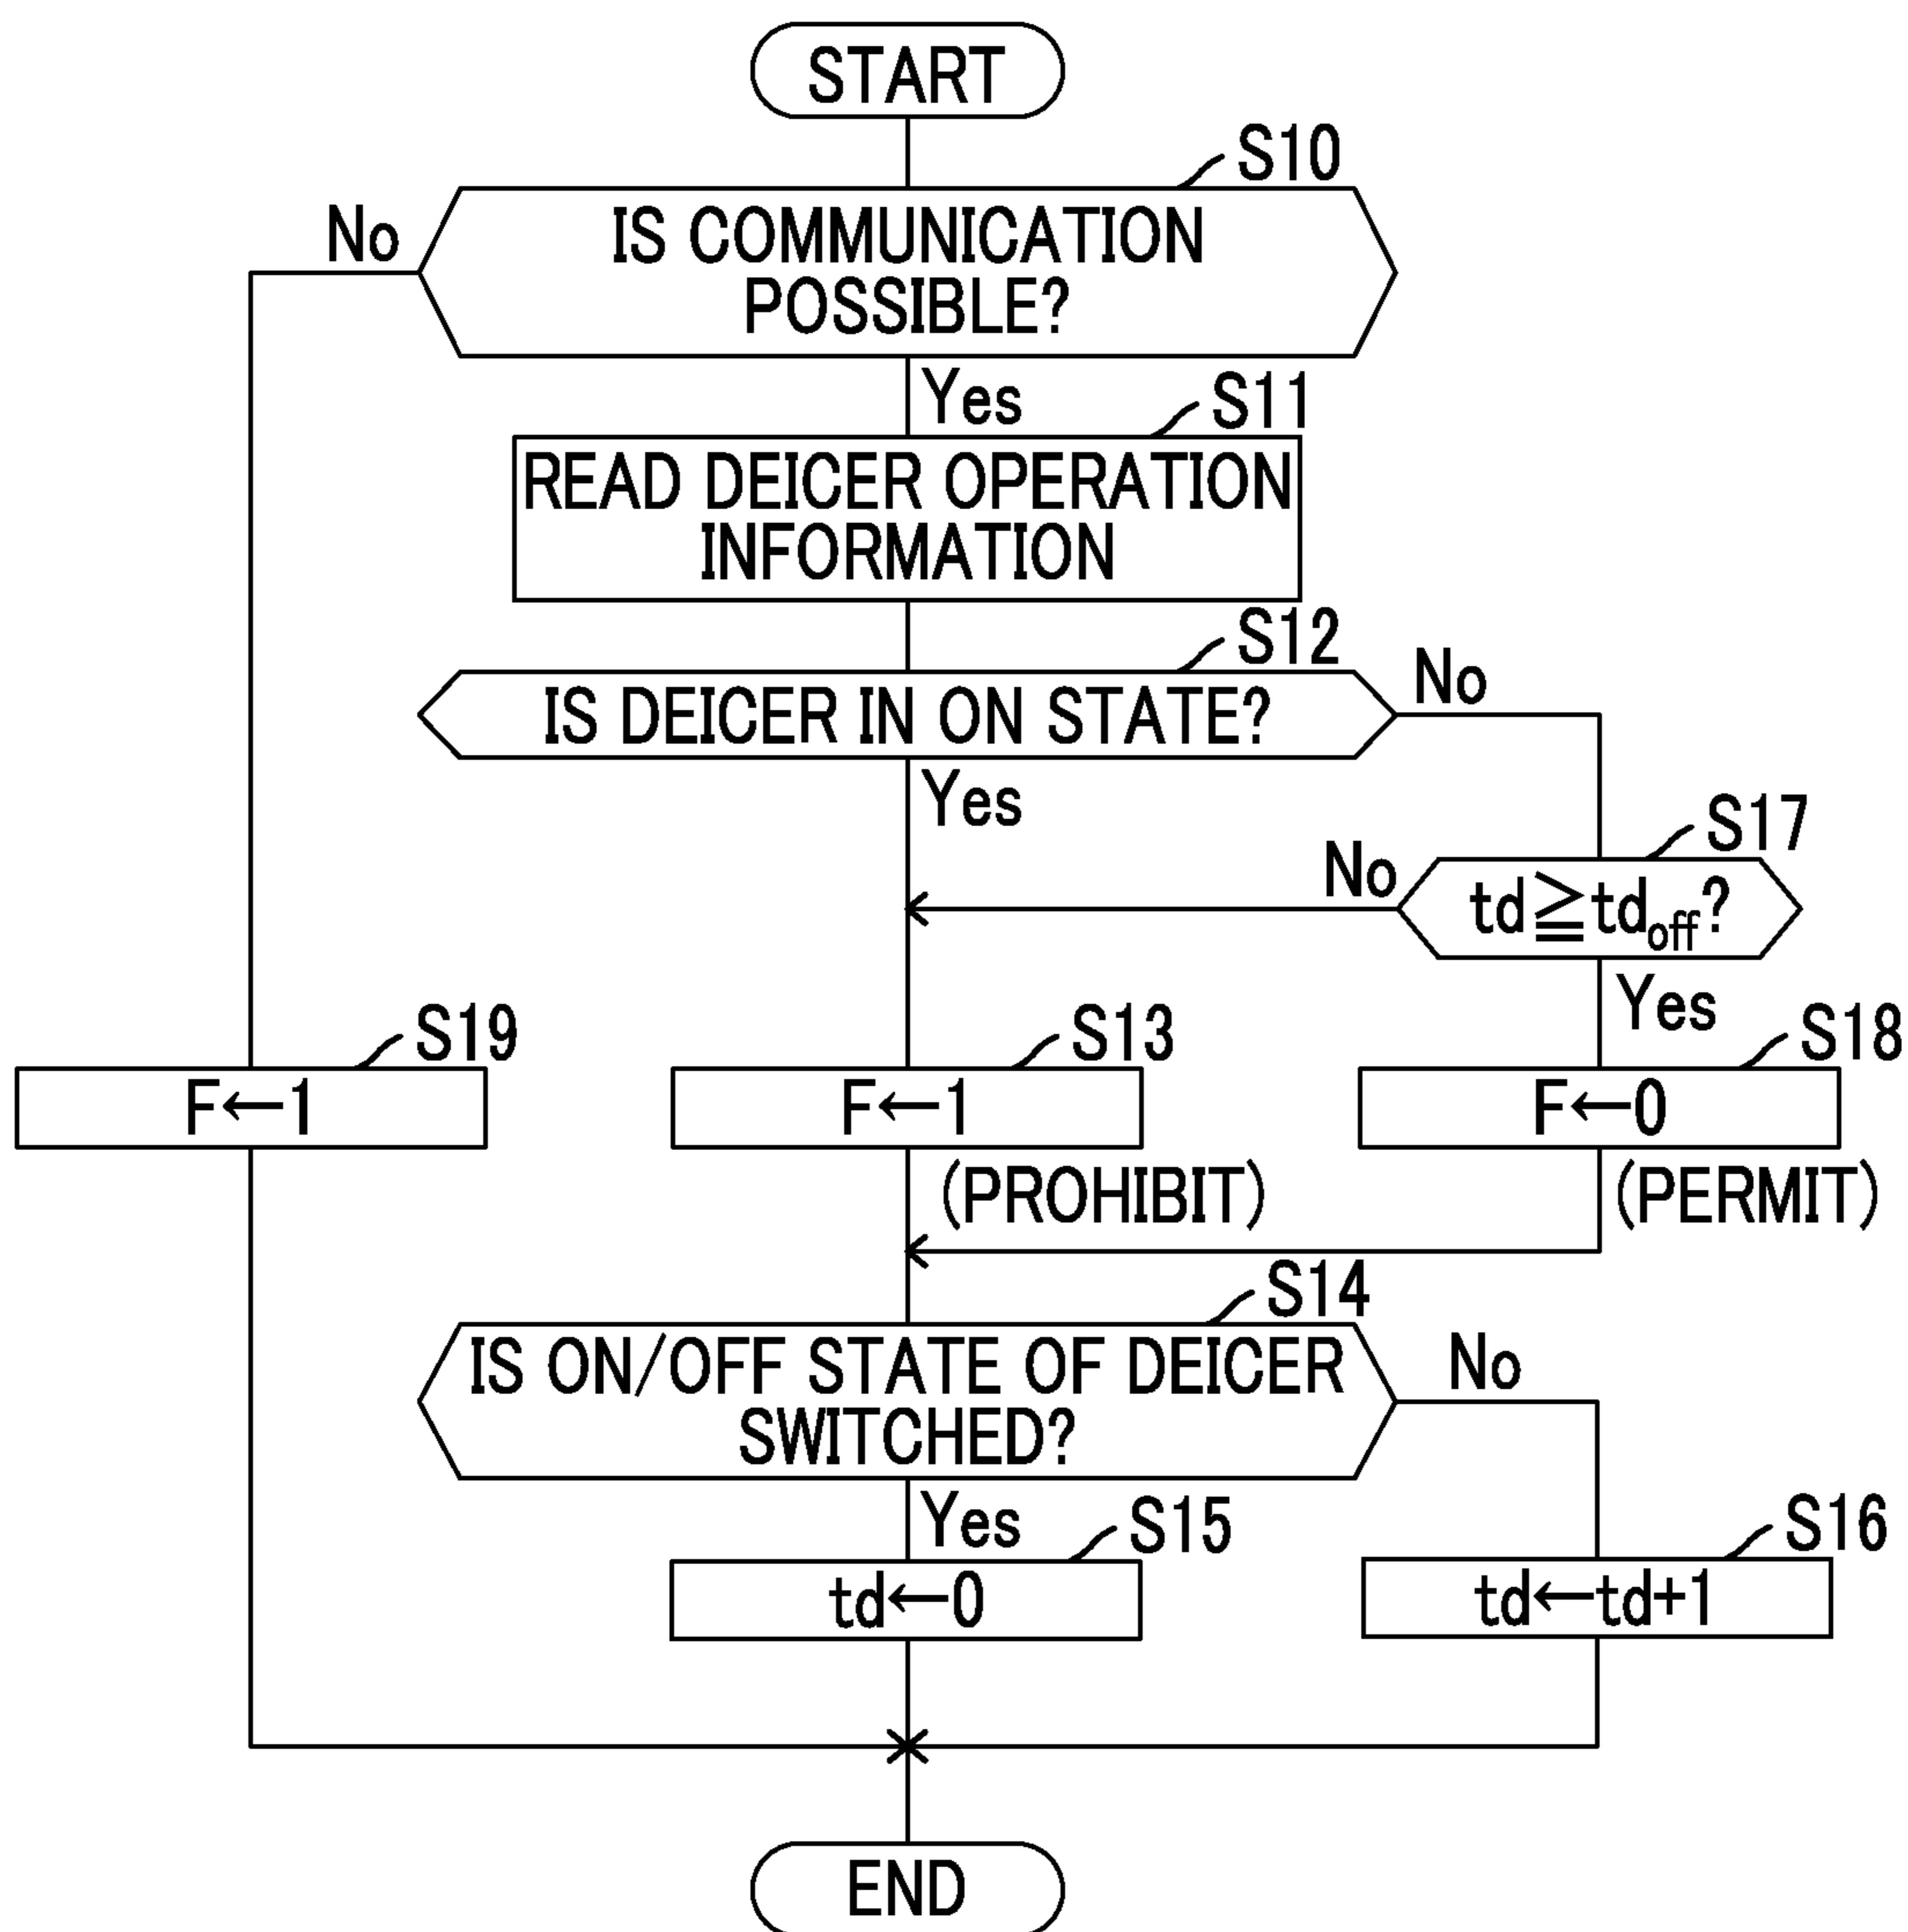 START
S10
No
IS COMMUNICATION
POSSIBLE?
Yes
S11
READ DEICER OPERATION
INFORMATION
S12
No
IS DEICER IN ON STATE?
Yes
S17
No
td≧tdoff?
Yes
S19
S13
S18
F←1
F←1
F←0
(PROHIBIT)
(PERMIT)
S14
IS ON/OFF STATE OF DEICER
SWITCHED?
No
Yes
S15
S16
td←0
td←td+1
END